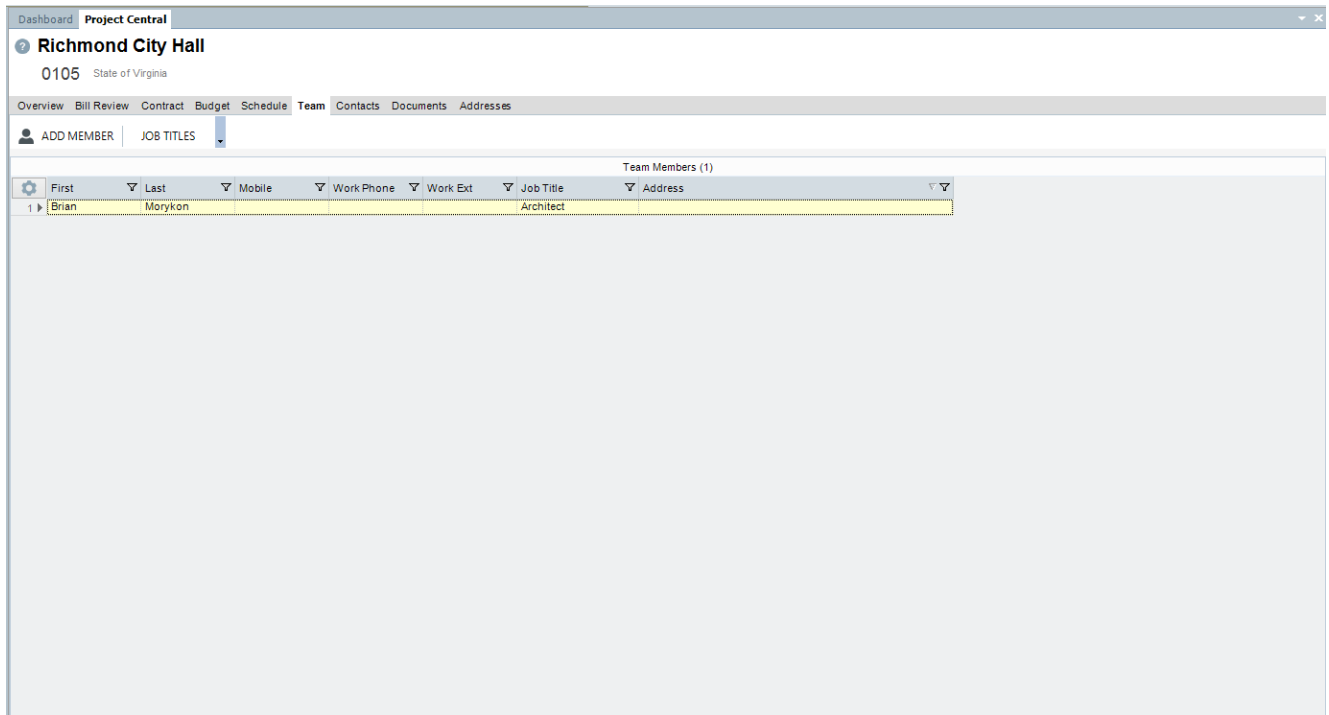 Dashboard Project Central
Richmond City Hall
0105 State of Virginia
Overview Bill Review Contract Budget Schedule Team Contacts Documents Addresses
ADD MEMBER JOB TITLES
Team Members (1)
First Last Mobile Work Phone Work Ext Job Title Address
1 Brian Morykon Architect